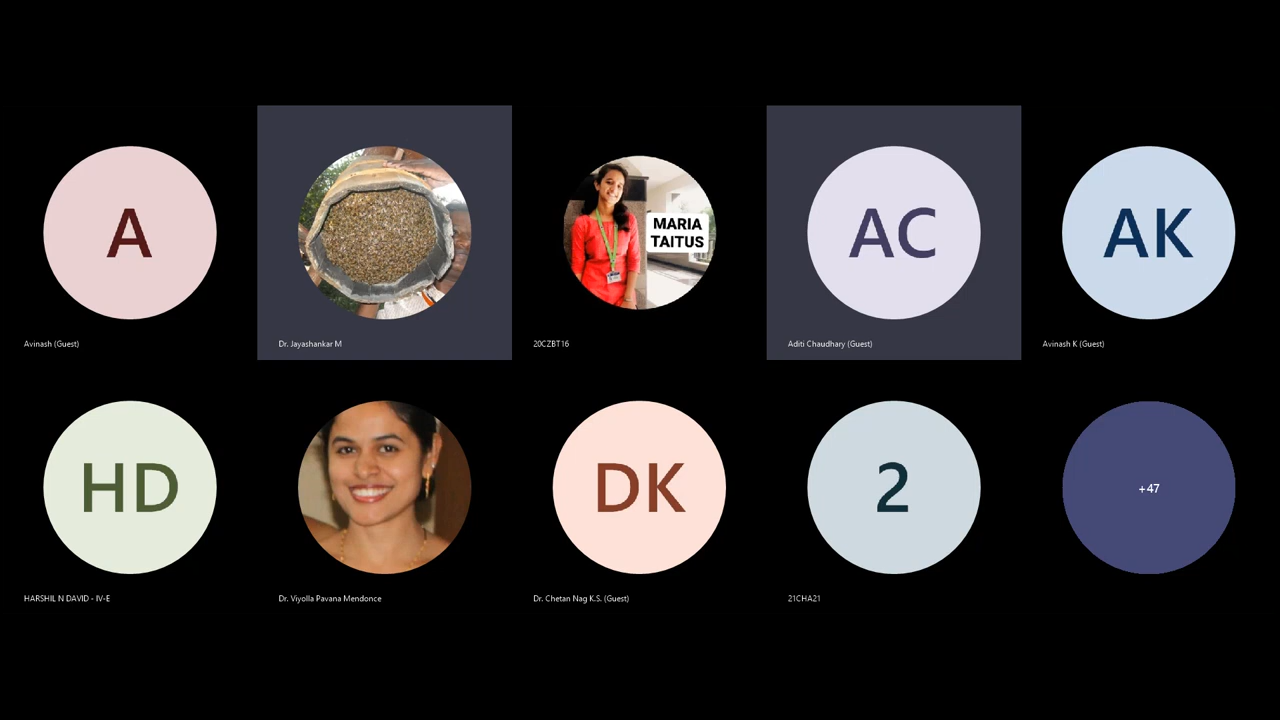 A
MARIA
TAITUS
AC
AK
Avinash (Guest)
Dr. Jayashankar M
20CZBT16
Aditi Chaudhary (Guest)
Avinash K (Guest)
HD
DK
2
+47
HARSHIL N DAVID - IV-E
Dr. Viyolla Pavana Mendonce
Dr. Chetan Nag K.S. (Guest)
21CHA21